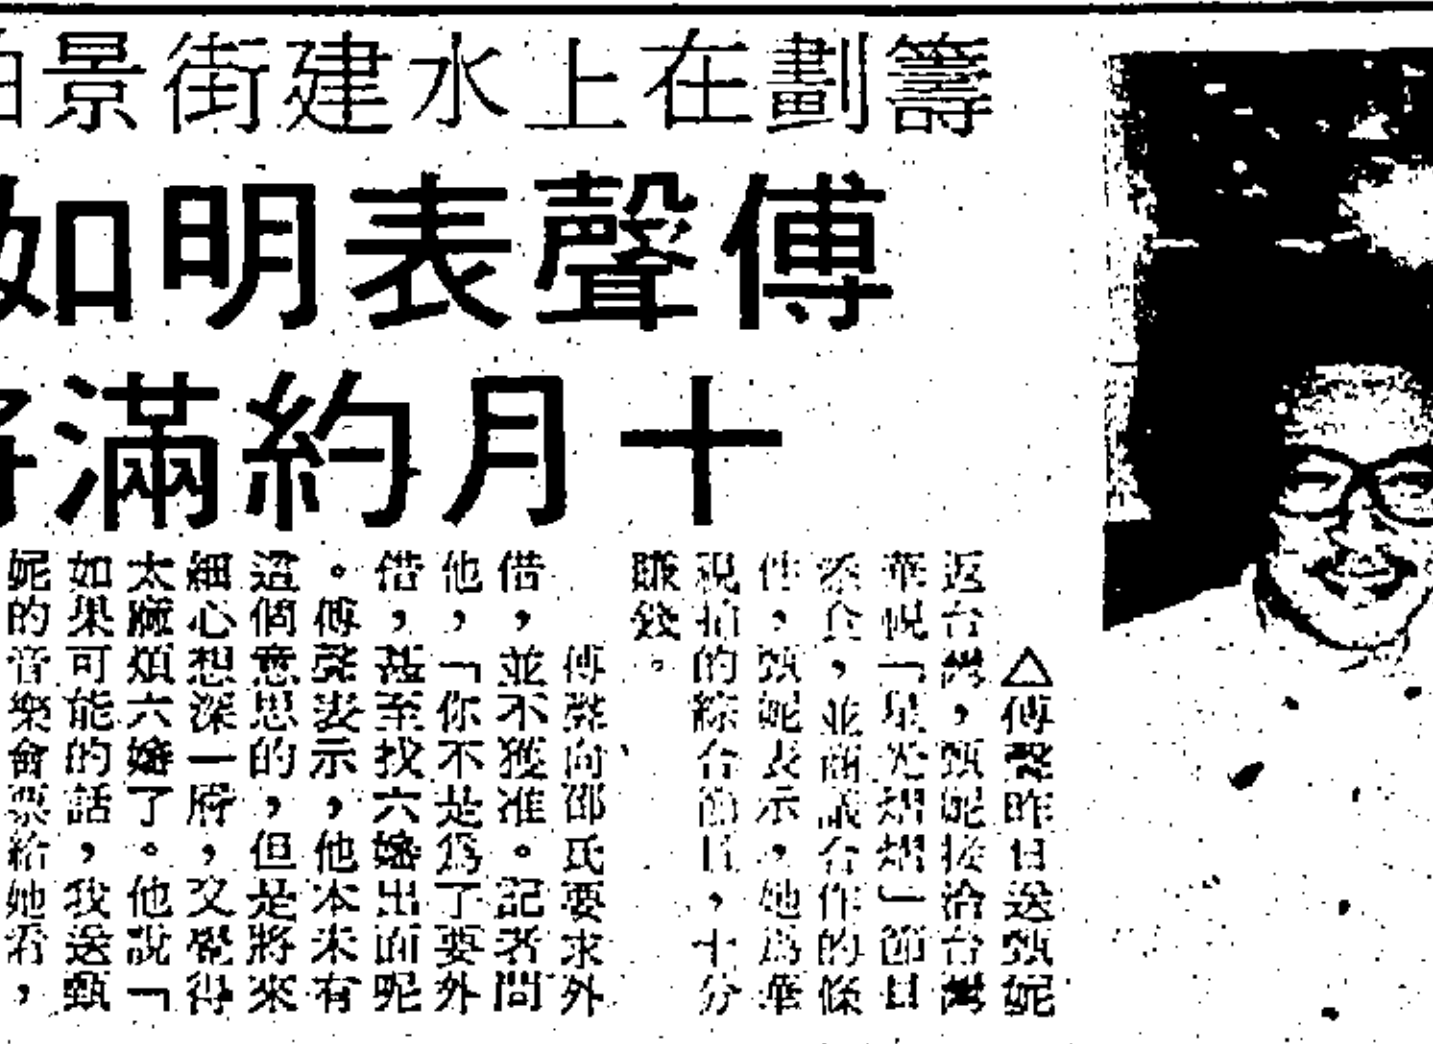 籌劃在上水建街景拍
傅聲表明如
十月約滿將
△傅聲昨日送甄妮
返台灣，甄妮接洽台灣
華視「星光熠熠」節目
，並商議合作的條
件，甄妮表示，她為華
視拍的綜合節目，十分
賺錢。
傅聲向邵氏要求外
借，並不獲准。記者問
他，「你不是為了要外
借，甚至找六嬸出面呢
。傅聲表示，他本來有
這個意思的，但是將來
細心想深一層，又覺得
太麻煩六嬸了。他說「
如果可能的話，我送甄
妮的音樂會票給她看，